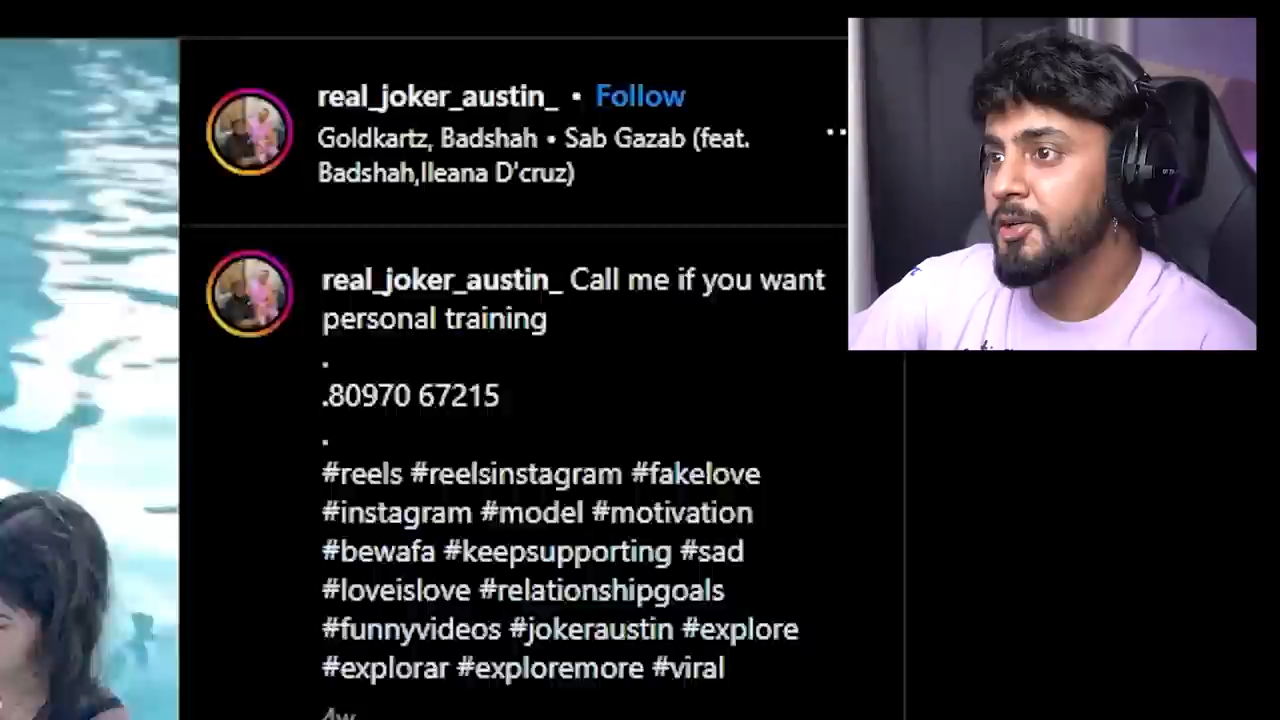 real_joker_austin_ • Follow
Goldkartz, Badshah • Sab Gazab (feat.
Badshah,Ileana D'cruz)
real_joker_austin_ Call me if you want
personal training
.
.80970 67215
.
#reels #reelsinstagram #fakelove
#instagram #model #motivation
#bewafa #keepsupporting #sad
#loveislove #relationshipgoals
#funnyvideos #jokeraustin #explore
#explorar #exploremore #viral
4w